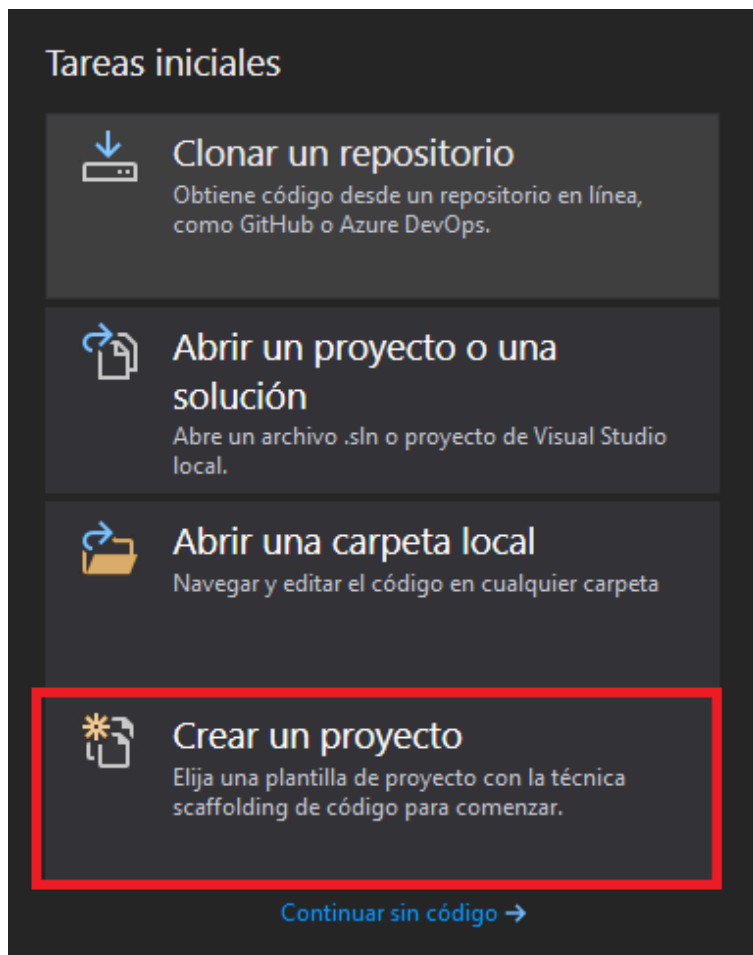 Tareas iniciales
Clonar un repositorio
Obtiene código desde un repositorio en línea,
como GitHub o Azure DevOps.
Abrir un proyecto o una
solución
Abre un archivo .sln o proyecto de Visual Studio
local.
Abrir una carpeta local
Navegar y editar el código en cualquier carpeta
Crear un proyecto
Elija una plantilla de proyecto con la técnica
scaffolding de código para comenzar.
Continuar sin código →